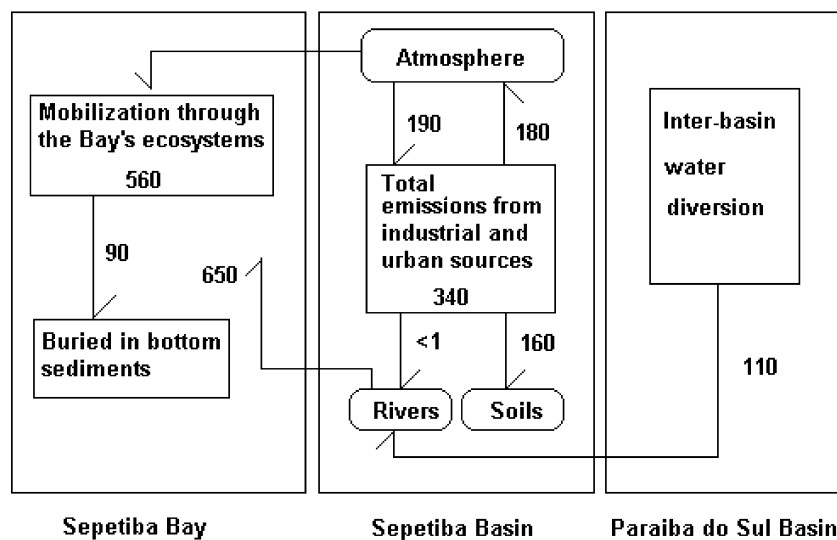 Atmosphere
Mobilization through
the Bay's ecosystems
560
190
180
Inter-basin
water
diversion
Total
emissions from
industrial and
urban sources
340
90
650
Buried in bottom
sediments
<1
160
110
Rivers
Soils
Sepetiba Bay
Sepetiba Basin
Paraiba do Sul Basin